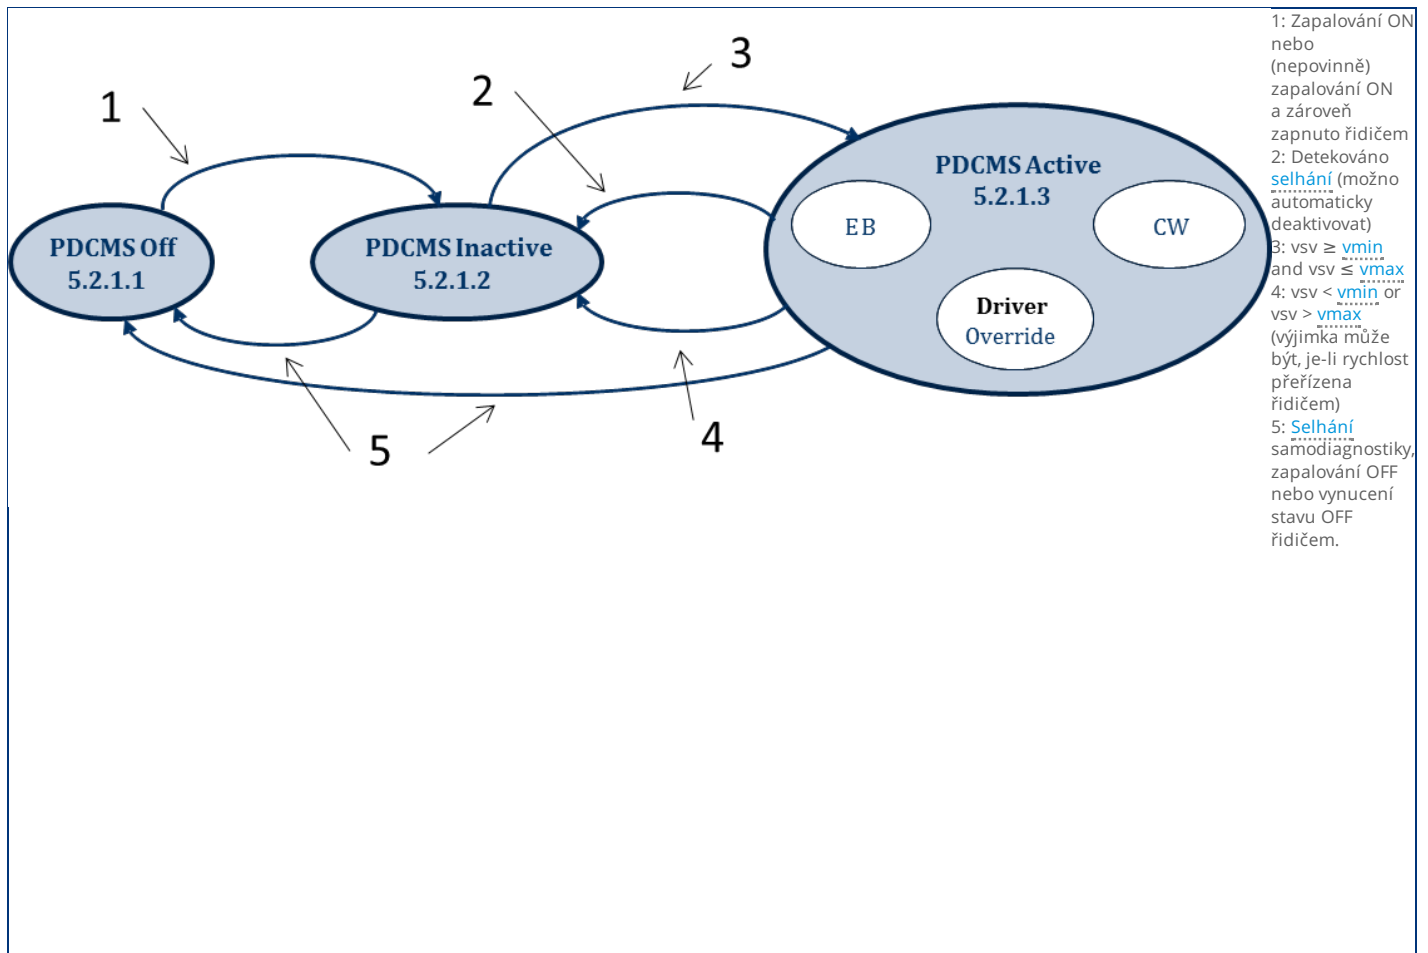 1
2
3
PDCMS Off
5.2.1.1
PDCMS Inactive
5.2.1.2
PDCMS Active
5.2.1.3
EB
CW
Driver
Override
5
4
1: Zapalování ON
nebo
(nepovinně)
zapalování ON
a zároveň
zapnuto řidičem
2: Detekováno
selhání (možno
automaticky
deaktivovat)
3: vsv ≥ vmin
and vsv ≤ vmax
4: vsv < vmin or
vsv > vmax
(výjimka může
být, je-li rychlost
přeřízena
řidičem)
5: Selhání
samodiagnostiky,
zapalování OFF
nebo vynucení
stavu OFF
řidičem.